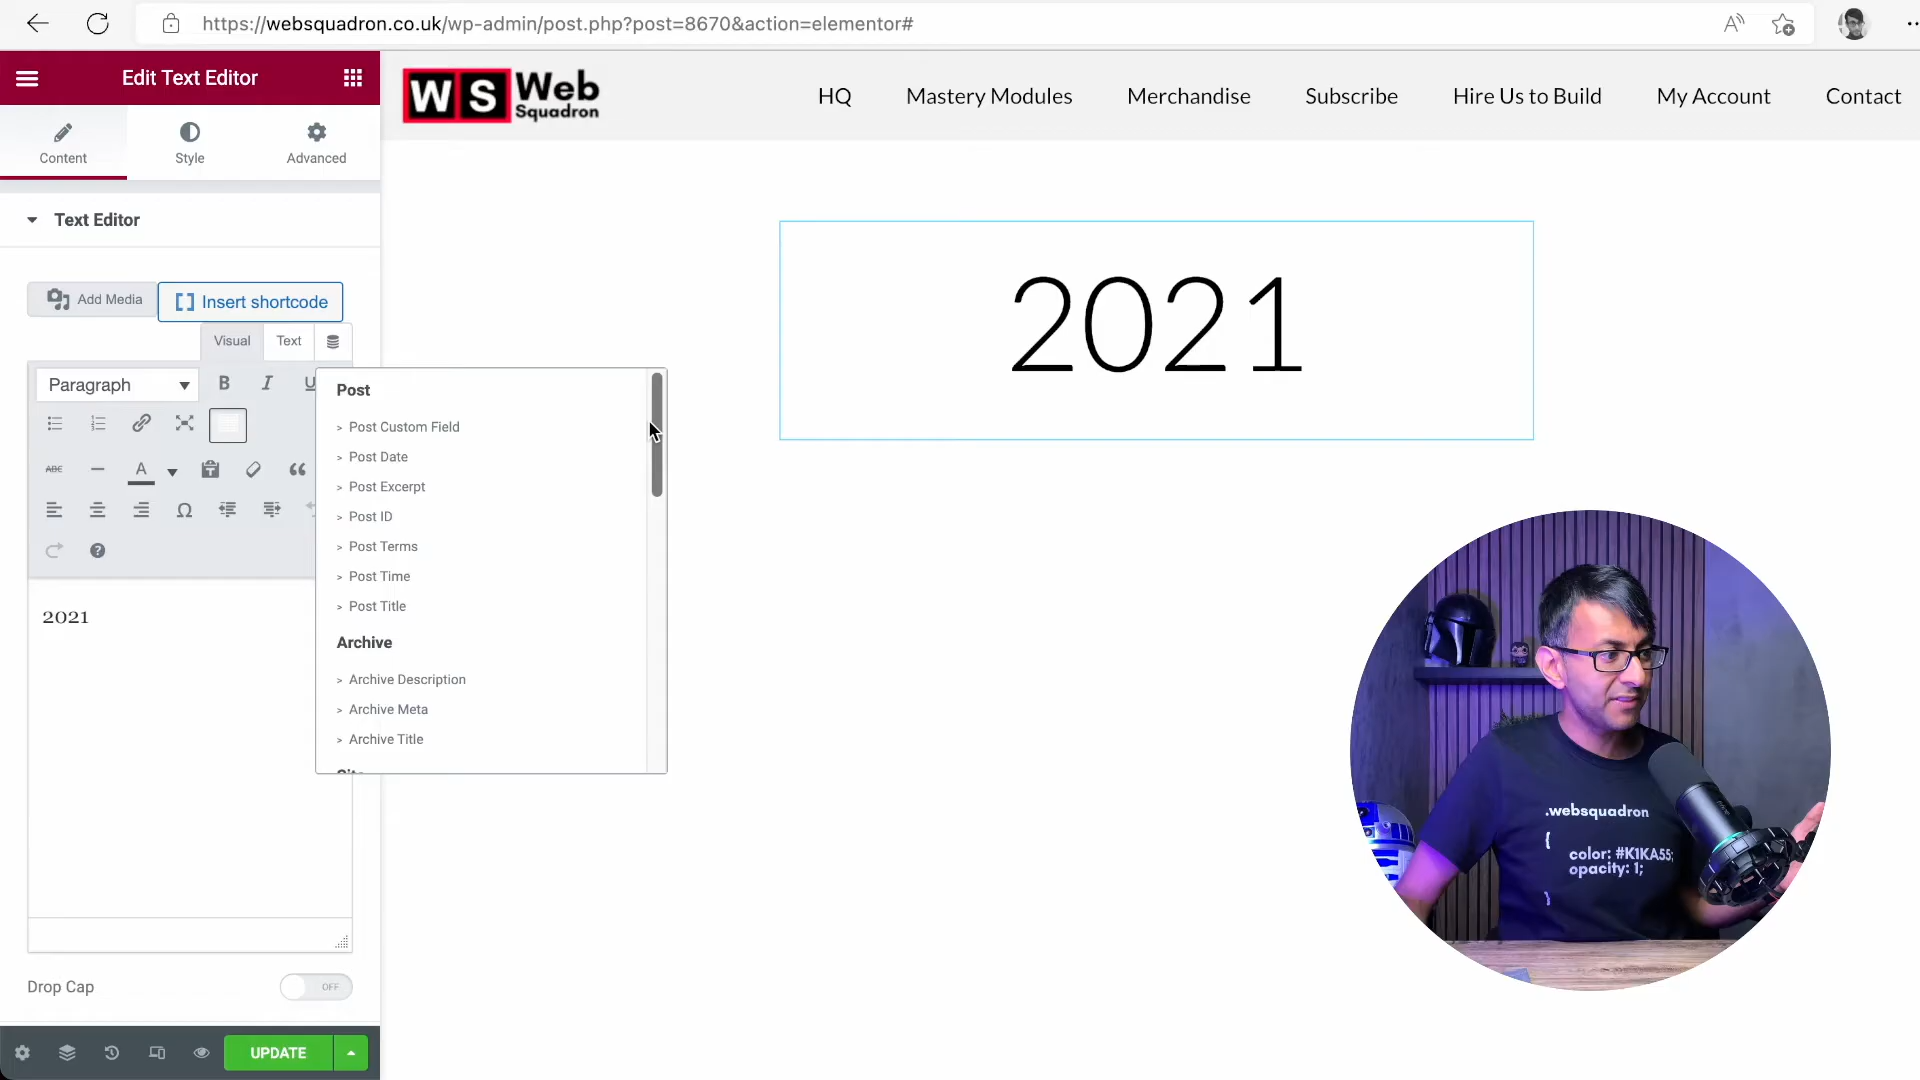 https://websquadron.co.uk/wp-admin/post.php?post=8670&action=elementor#
Edit Text Editor
WS Web Squadron
HQ
Mastery Modules
Merchandise
Subscribe
Hire Us to Build
My Account
Contact
Content
Style
Advanced
Text Editor
Add Media
Insert shortcode
Visual
Text
Paragraph
B
I
U
ABC
A
Post
> Post Custom Field
> Post Date
> Post Excerpt
> Post ID
> Post Terms
> Post Time
> Post Title
Archive
> Archive Description
> Archive Meta
> Archive Title
2021
2021
.websquadron
{
color: #K1KA55;
opacity: 1;
}
Drop Cap
OFF
UPDATE